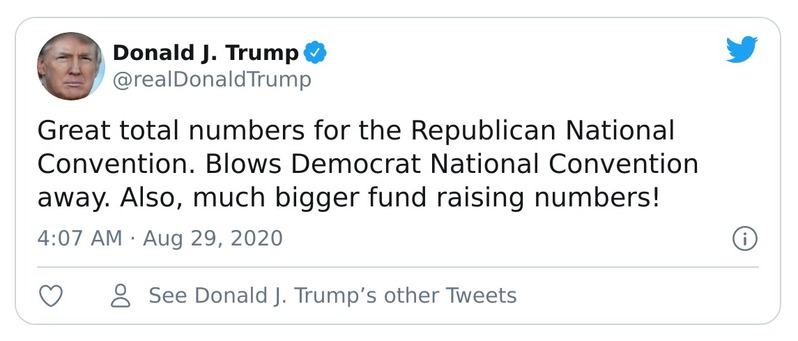 Donald J. Trump
@realDonaldTrump
Great total numbers for the Republican National
Convention. Blows Democrat National Convention
away. Also, much bigger fund raising numbers!
4:07 AM · Aug 29, 2020
See Donald J. Trump’s other Tweets